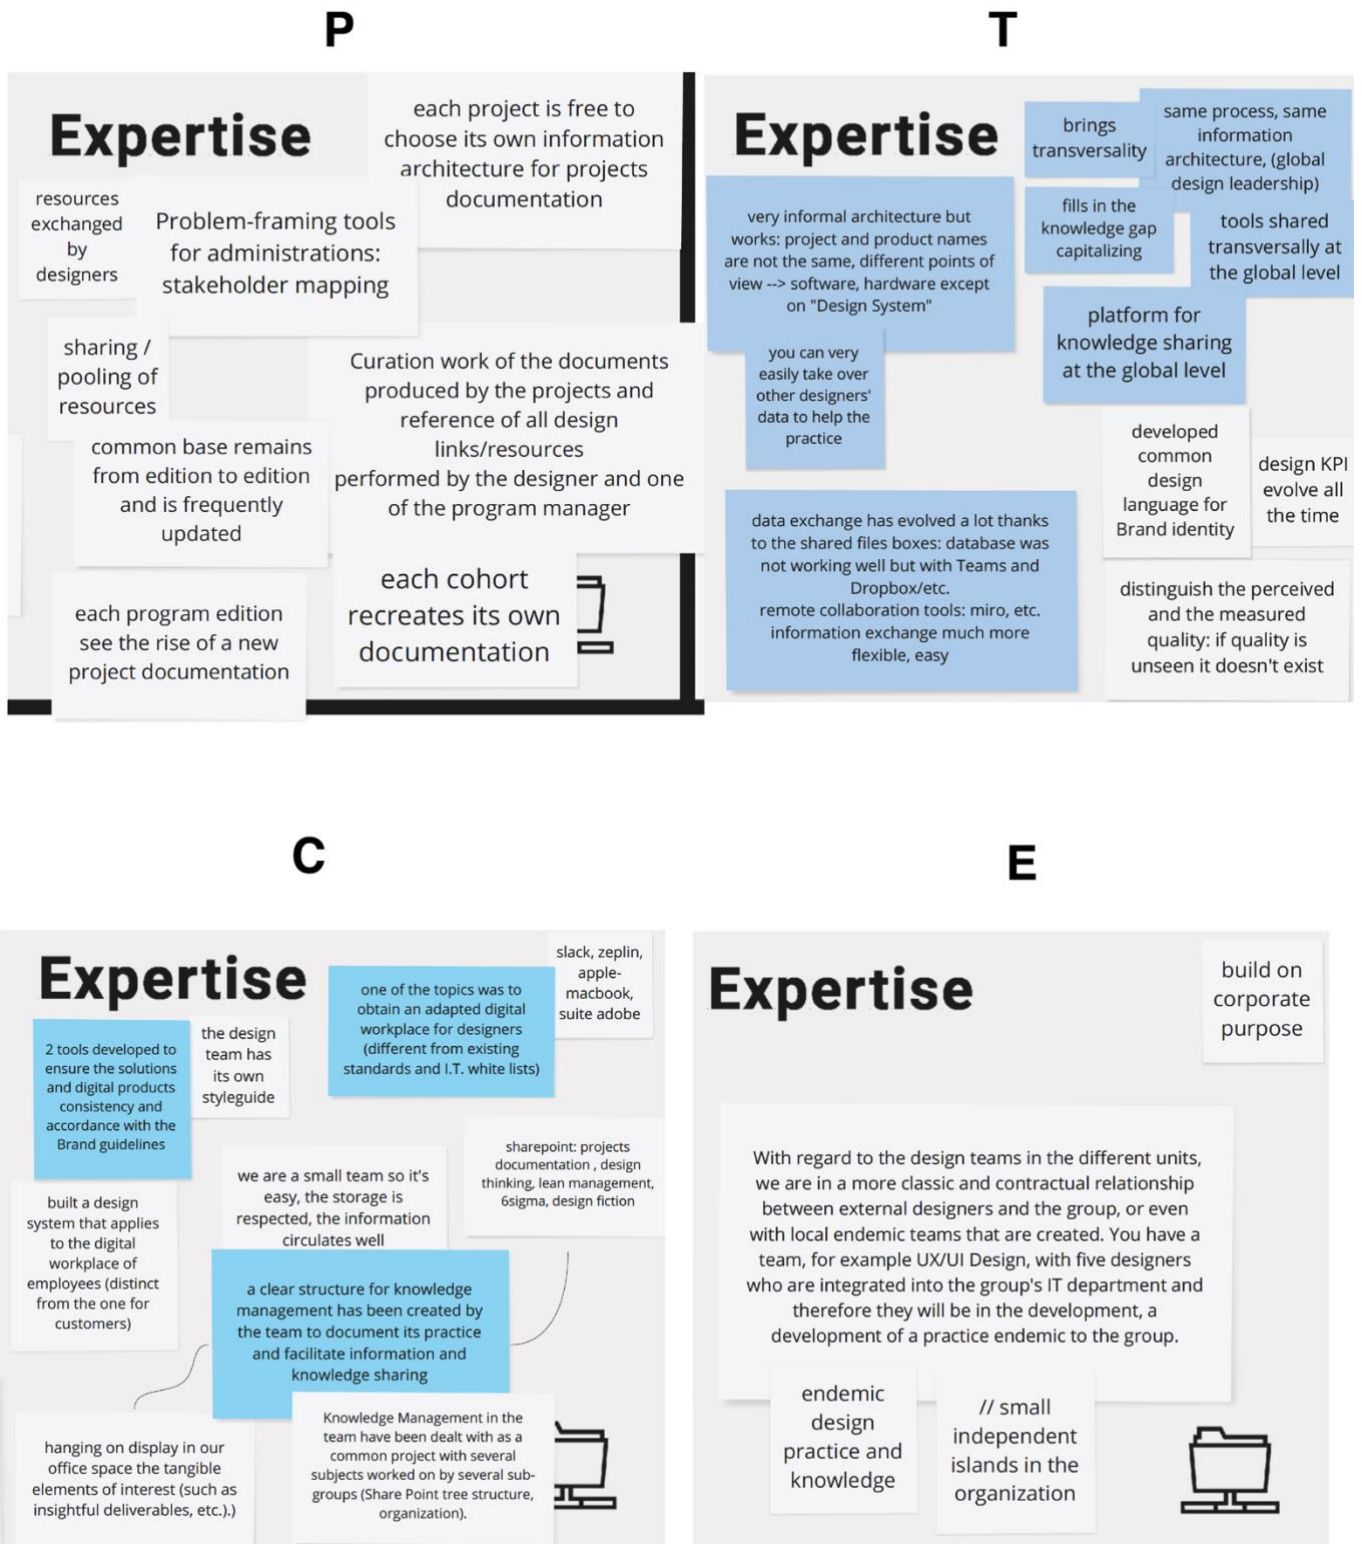 P
Expertise
each project is free to
choose its own information
architecture for projects
documentation
resources
exchanged
by
designers
Problem-framing tools
for administrations:
stakeholder mapping
sharing /
pooling of
resources
Curation work of the documents
produced by the projects and
reference of all design
links/resources
performed by the designer and one
of the program manager
common base remains
from edition to edition
and is frequently
updated
each cohort
recreates its own
documentation
each program edition
see the rise of a new
project documentation
T
Expertise
brings
transversality
same process, same
information
architecture, (global
design leadership)
very informal architecture but
works: project and product names
are not the same, different points of
view --> software, hardware except
on "Design System"
fills in the
knowledge gap
capitalizing
tools shared
transversally at
the global level
platform for
knowledge sharing
at the global level
you can very
easily take over
other designers'
data to help the
practice
developed
common
design
language for
Brand identity
design KPI
evolve all
the time
data exchange has evolved a lot thanks
to the shared files boxes: database was
not working well but with Teams and
Dropbox/etc.
remote collaboration tools: miro, etc.
information exchange much more
flexible, easy
distinguish the perceived
and the measured
quality: if quality is
unseen it doesn't exist
C
Expertise
one of the topics was to
obtain an adapted digital
workplace for designers
(different from existing
standards and I.T. white lists)
slack, zeplin,
apple-
macbook,
suite adobe
2 tools developed to
ensure the solutions
and digital products
consistency and
accordance with the
Brand guidelines
the design
team has
its own
styleguide
we are a small team so it's
easy, the storage is
respected, the information
circulates well
sharepoint: projects
documentation , design
thinking, lean management,
6sigma, design fiction
built a design
system that applies
to the digital
workplace of
employees (distinct
from the one for
customers)
a clear structure for knowledge
management has been created by
the team to document its practice
and facilitate information and
knowledge sharing
hanging on display in our
office space the tangible
elements of interest (such as
insightful deliverables, etc.).)
Knowledge Management in the
team have been dealt with as a
common project with several
subjects worked on by several sub-
groups (Share Point tree structure,
organization).
E
Expertise
build on
corporate
purpose
With regard to the design teams in the different units,
we are in a more classic and contractual relationship
between external designers and the group, or even
with local endemic teams that are created. You have a
team, for example UX/UI Design, with five designers
who are integrated into the group's IT department and
therefore they will be in the development, a
development of a practice endemic to the group.
endemic
design
practice and
knowledge
// small
independent
islands in the
organization